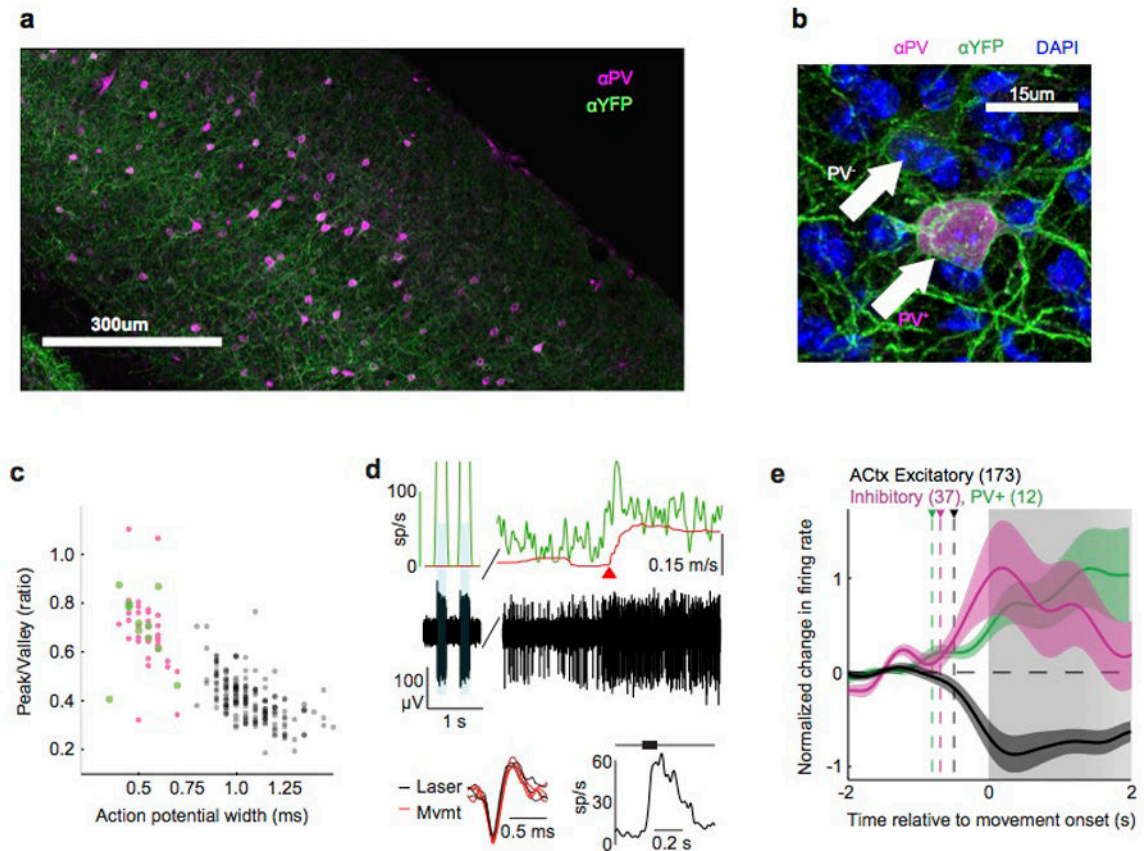 a
αPV
αYFP
300um
b
αPV αYFP DAPI
15um
PV-
PV+
c
Peak/Valley (ratio)
1.0
0.8
0.6
0.4
0.2
0.5 0.75 1.0 1.25
Action potential width (ms)
d
100
sp/s
0
0.15 m/s
100
μV
1 s
Laser
Mvmt
0.5 ms
60
sp/s
30
0
0.2 s
e
ACtx Excitatory (173)
Inhibitory (37), PV+ (12)
Normalized change in firing rate
1
0
-1
-2 0 2
Time relative to movement onset (s)